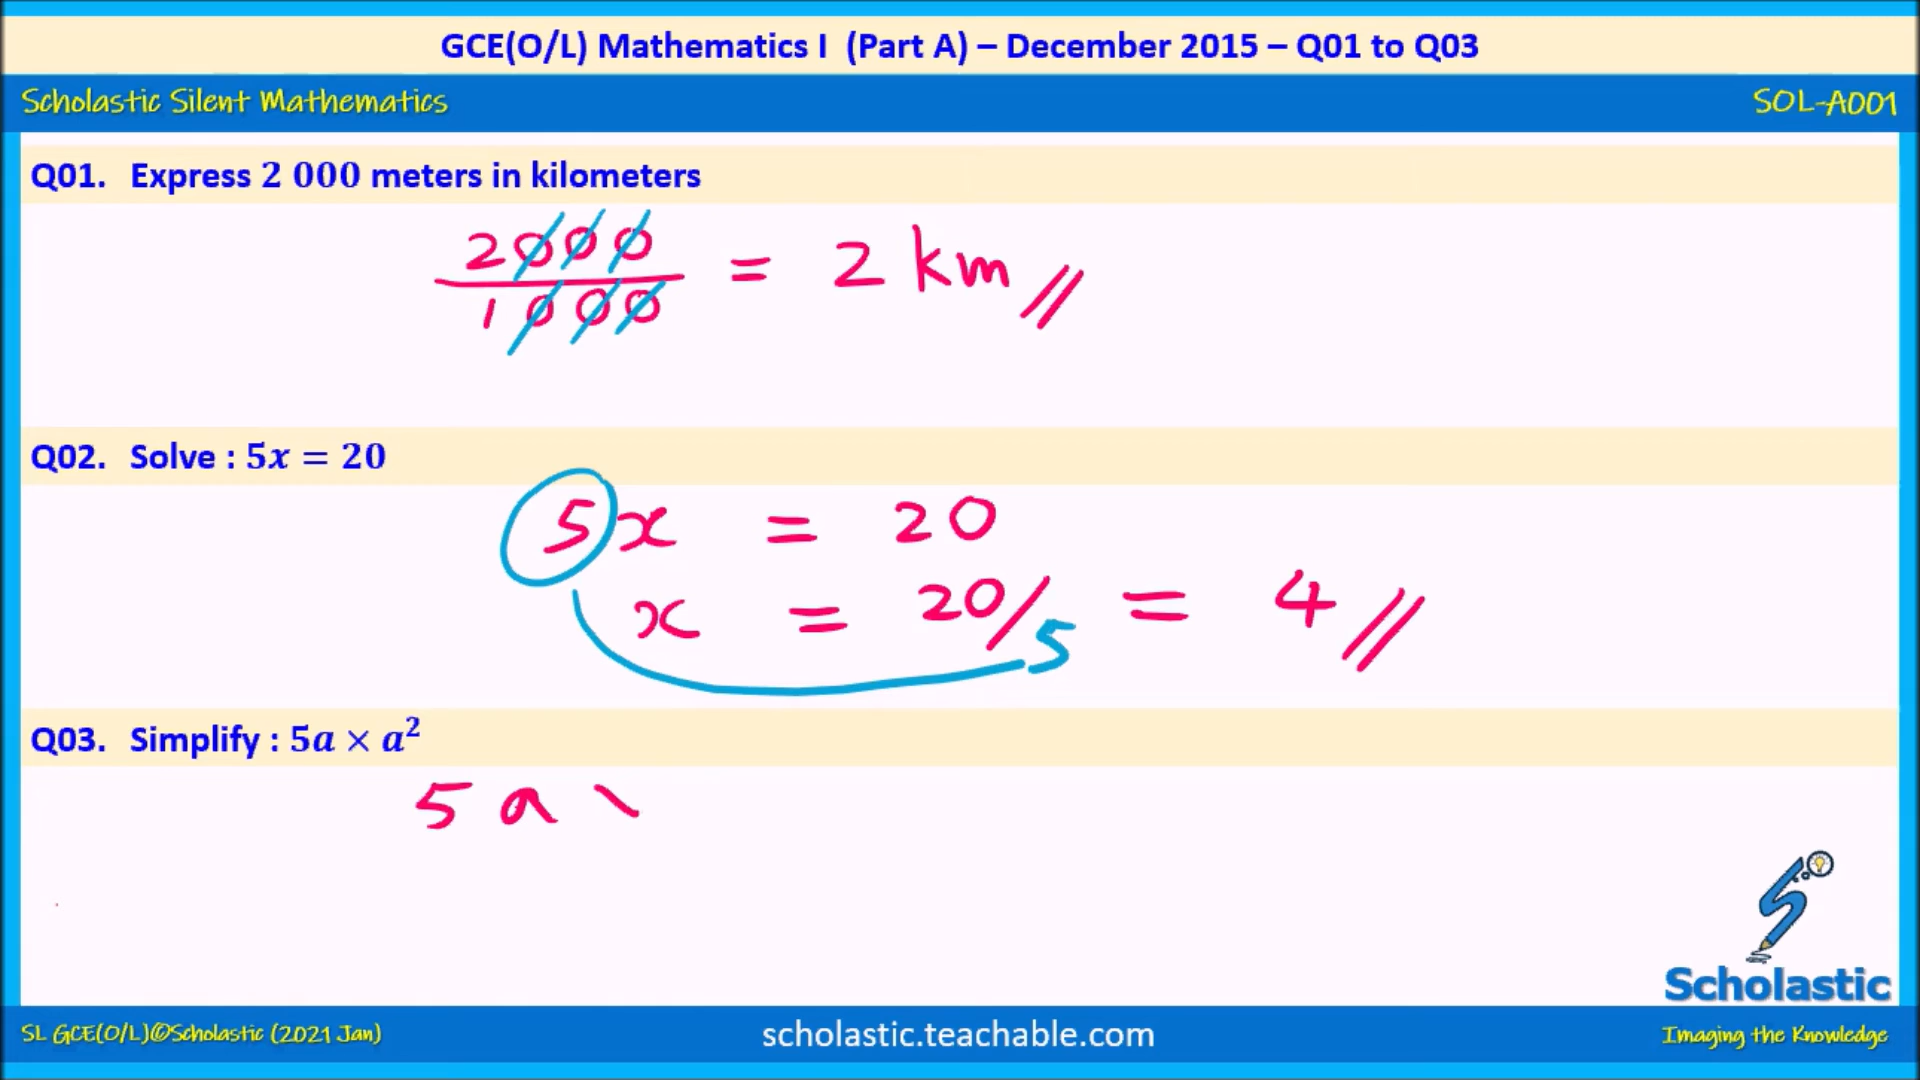 GCE(O/L) Mathematics I (Part A) – December 2015 – Q01 to Q03
Scholastic Silent Mathematics
SOL-A001
Q01. Express 2 000 meters in kilometers
2000/1000 = 2 km //
Q02. Solve : 5x = 20
5x = 20
x = 20/5 = 4 //
Q03. Simplify : 5a × a²
5 a \
Scholastic
SL GCE(O/L)©Scholastic (2021 Jan)
scholastic.teachable.com
Imaging the Knowledge